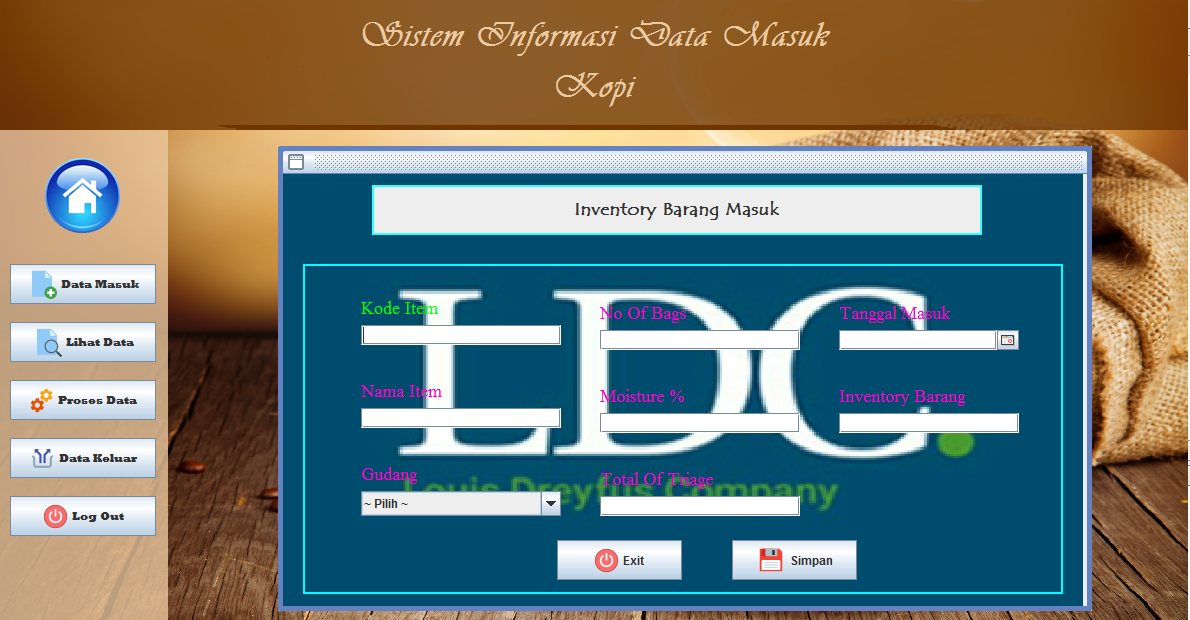 Sistem Informasi Data Masuk
Kopi
Data Masuk
Lihat Data
Proses Data
Data Keluar
Log Out
Inventory Barang Masuk
Kode Item
No Of Bags
Tanggal Masuk
Nama Item
Moisture %
Inventory Barang
Gudang
Total Of Triage
~ Pilih ~
LDC.
Louis Dreyfus Company
Exit
Simpan